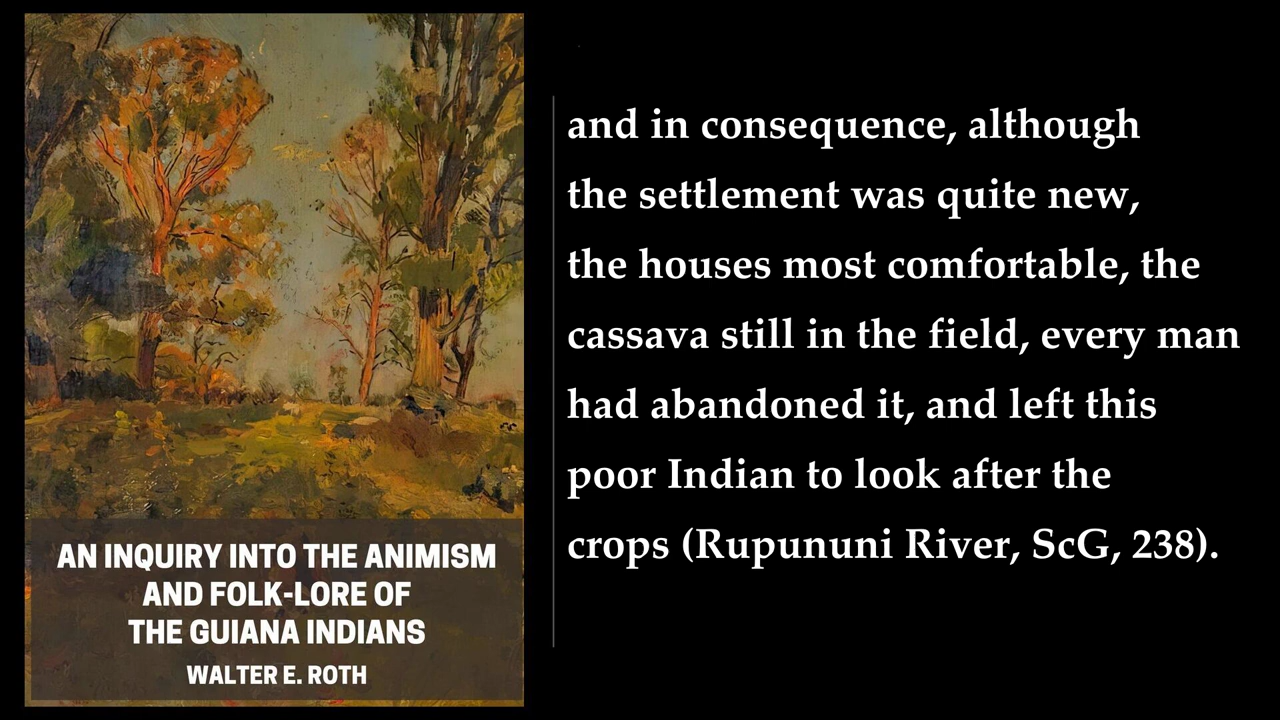 AN INQUIRY INTO THE ANIMISM
AND FOLK-LORE OF
THE GUIANA INDIANS
WALTER E. ROTH
and in consequence, although
the settlement was quite new,
the houses most comfortable, the
cassava still in the field, every man
had abandoned it, and left this
poor Indian to look after the
crops (Rupununi River, ScG, 238).